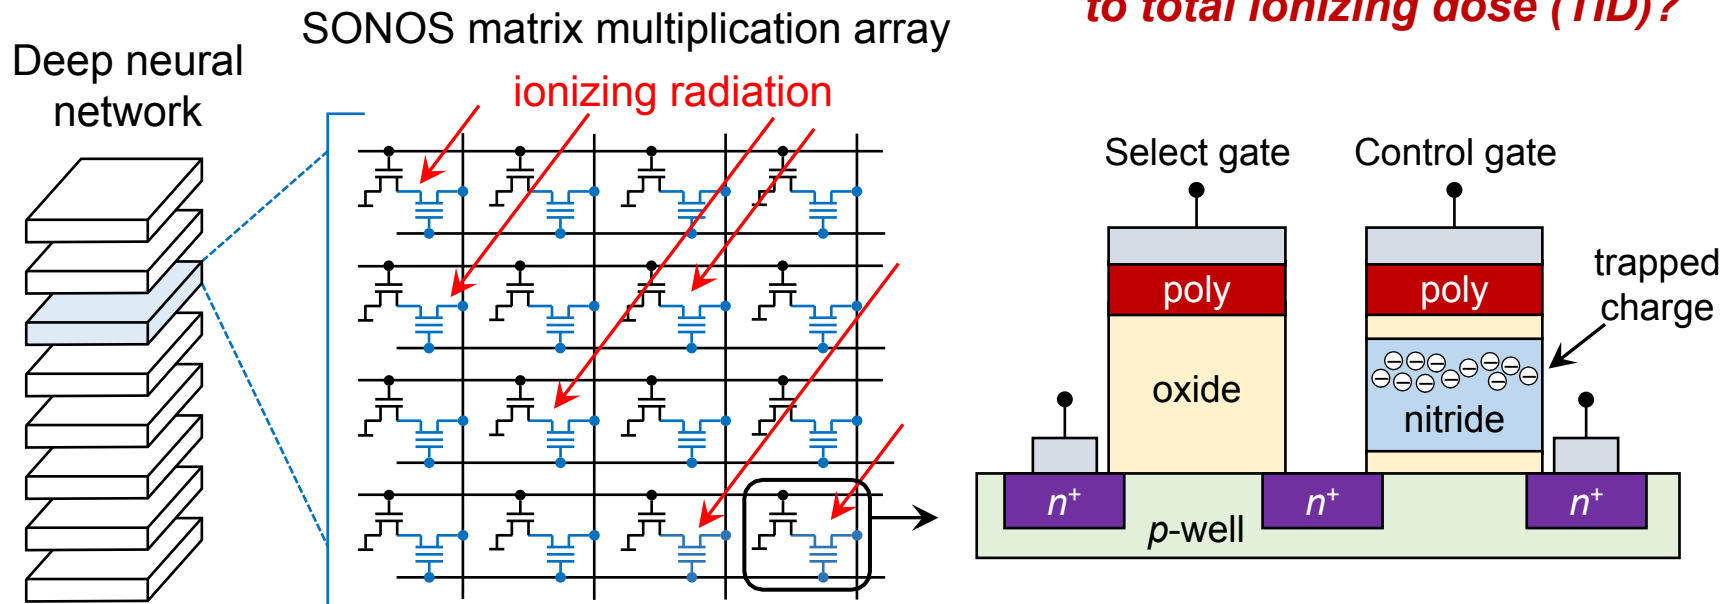 to total ionizing dose (TID)?
SONOS matrix multiplication array
Deep neural
network
ionizing radiation
Select gate
Control gate
trapped
charge
poly
poly
oxide
nitride
n+
n+
n+
p-well